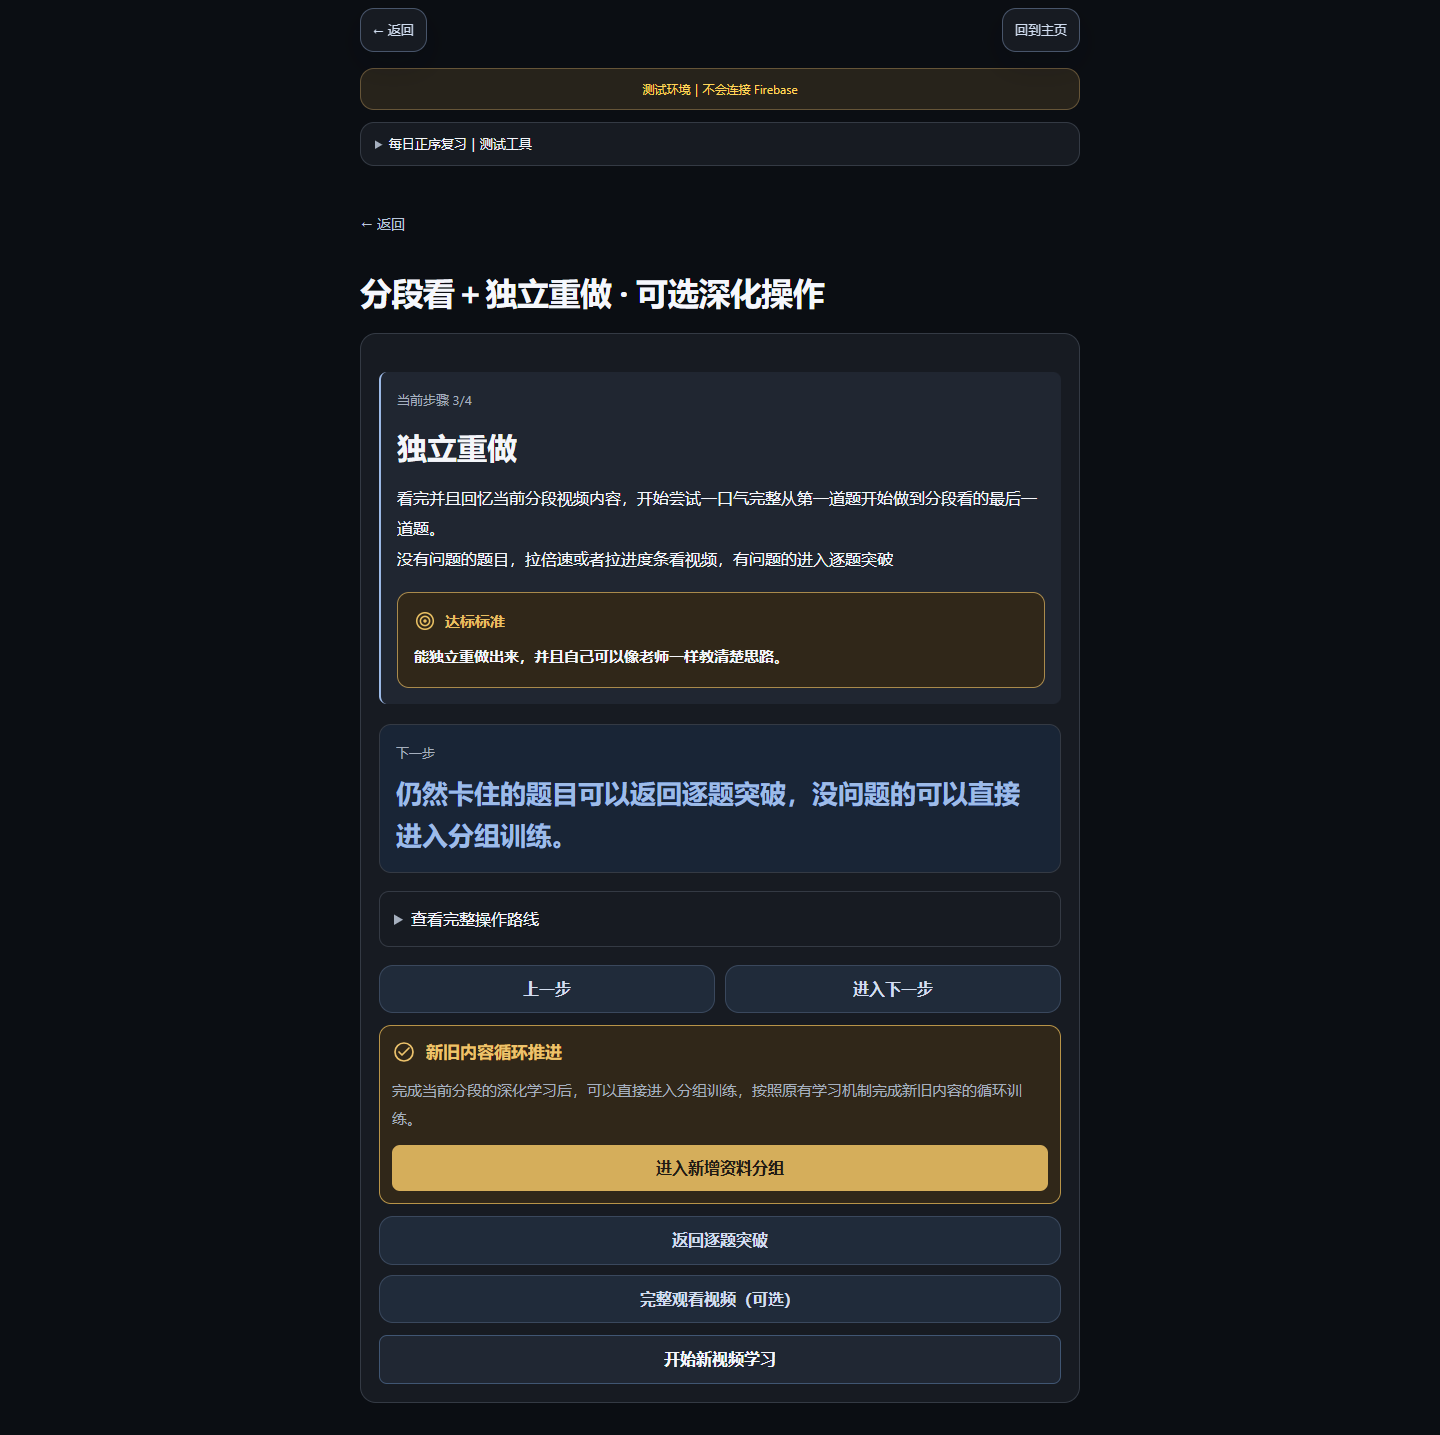 ← 返回
回到主页
测试环境 | 不会连接 Firebase
▶ 每日正序复习 | 测试工具
← 返回
分段看 + 独立重做 · 可选深化操作
当前步骤 3/4
独立重做
看完并且回忆当前分段视频内容，开始尝试一口气完整从第一道题开始做到分段看的最后一
道题。
没有问题的题目，拉倍速或者拉进度条看视频，有问题的进入逐题突破
达标标准
能独立重做出来，并且自己可以像老师一样教清楚思路。
下一步
仍然卡住的题目可以返回逐题突破，没问题的可以直接
进入分组训练。
▶ 查看完整操作路线
上一步
进入下一步
新旧内容循环推进
完成当前分段的深化学习后，可以直接进入分组训练，按照原有学习机制完成新旧内容的循环训
练。
进入新增资料分组
返回逐题突破
完整观看视频（可选）
开始新视频学习